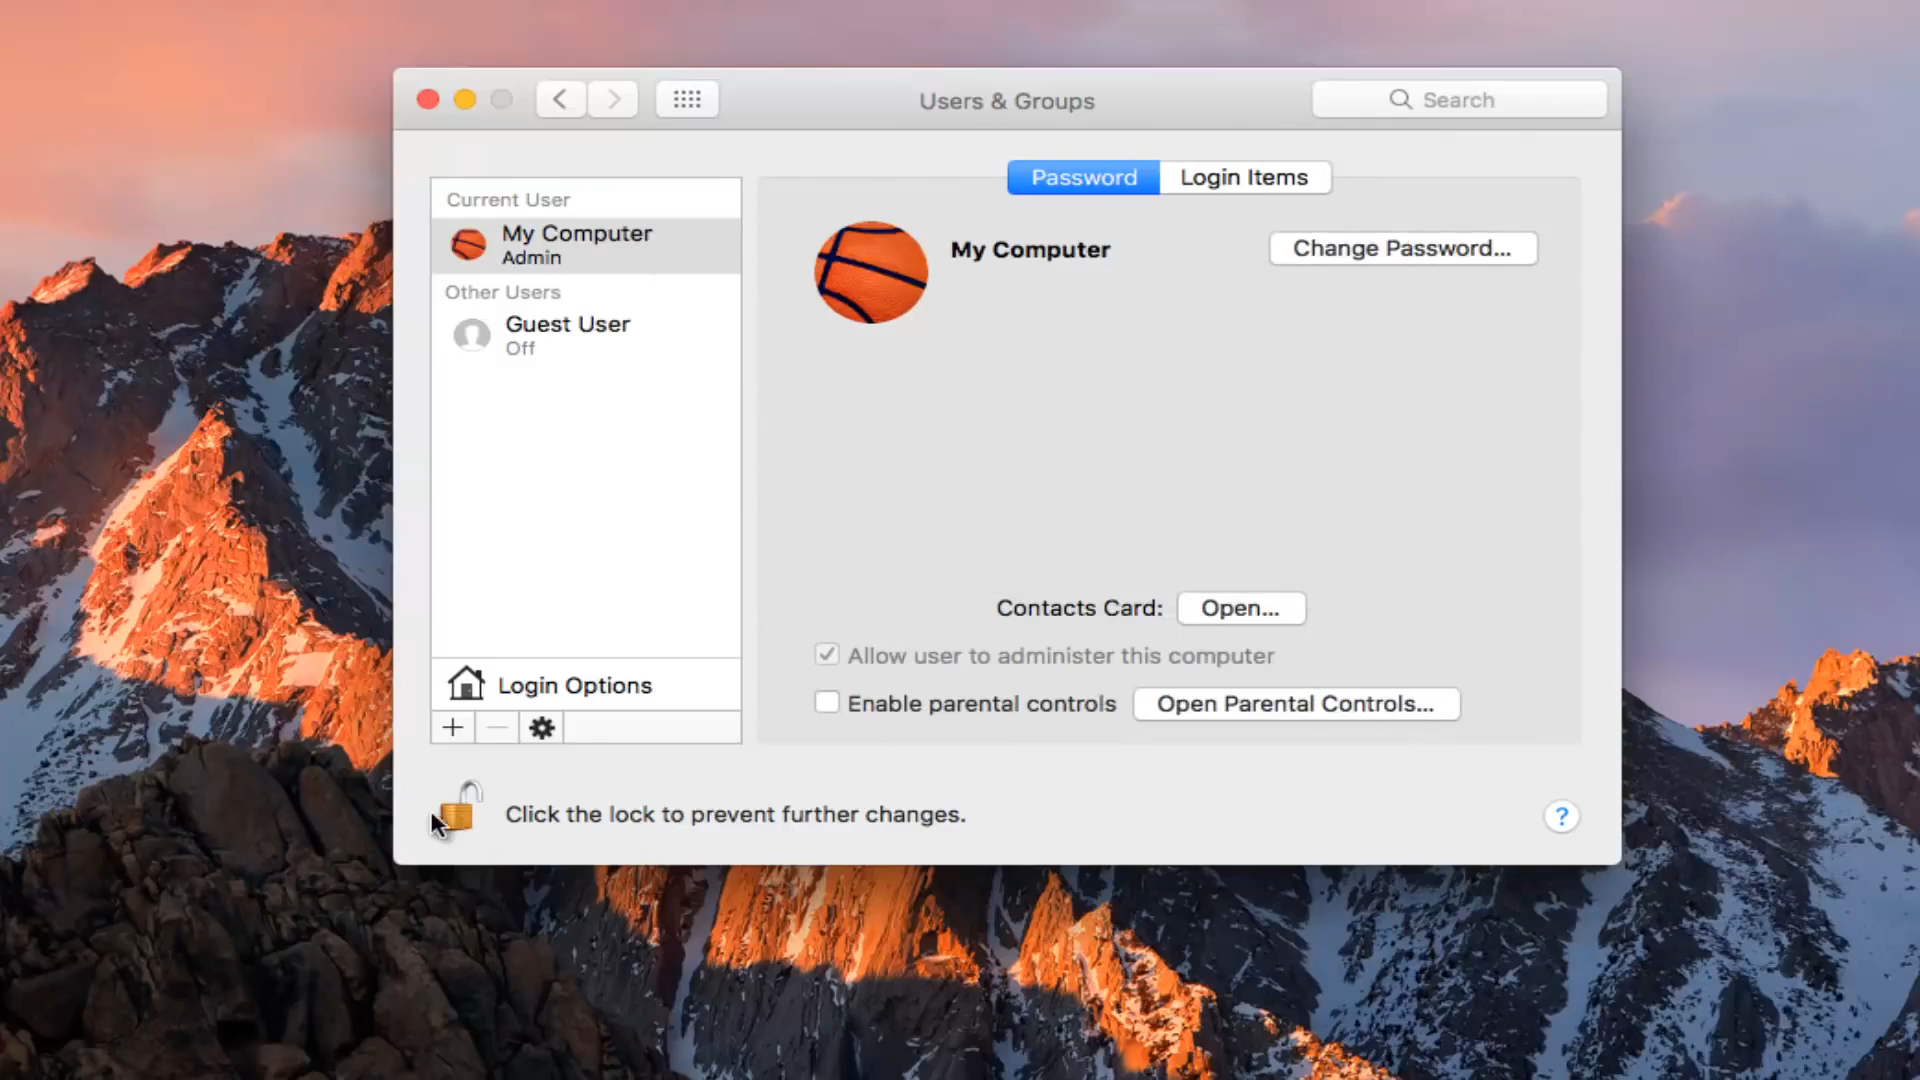 Users & Groups
Search
Password
Login Items
Current User
My Computer
Admin
Other Users
Guest User
Off
My Computer
Change Password...
Contacts Card:
Open...
Allow user to administer this computer
Enable parental controls
Open Parental Controls...
Login Options
Click the lock to prevent further changes.
?